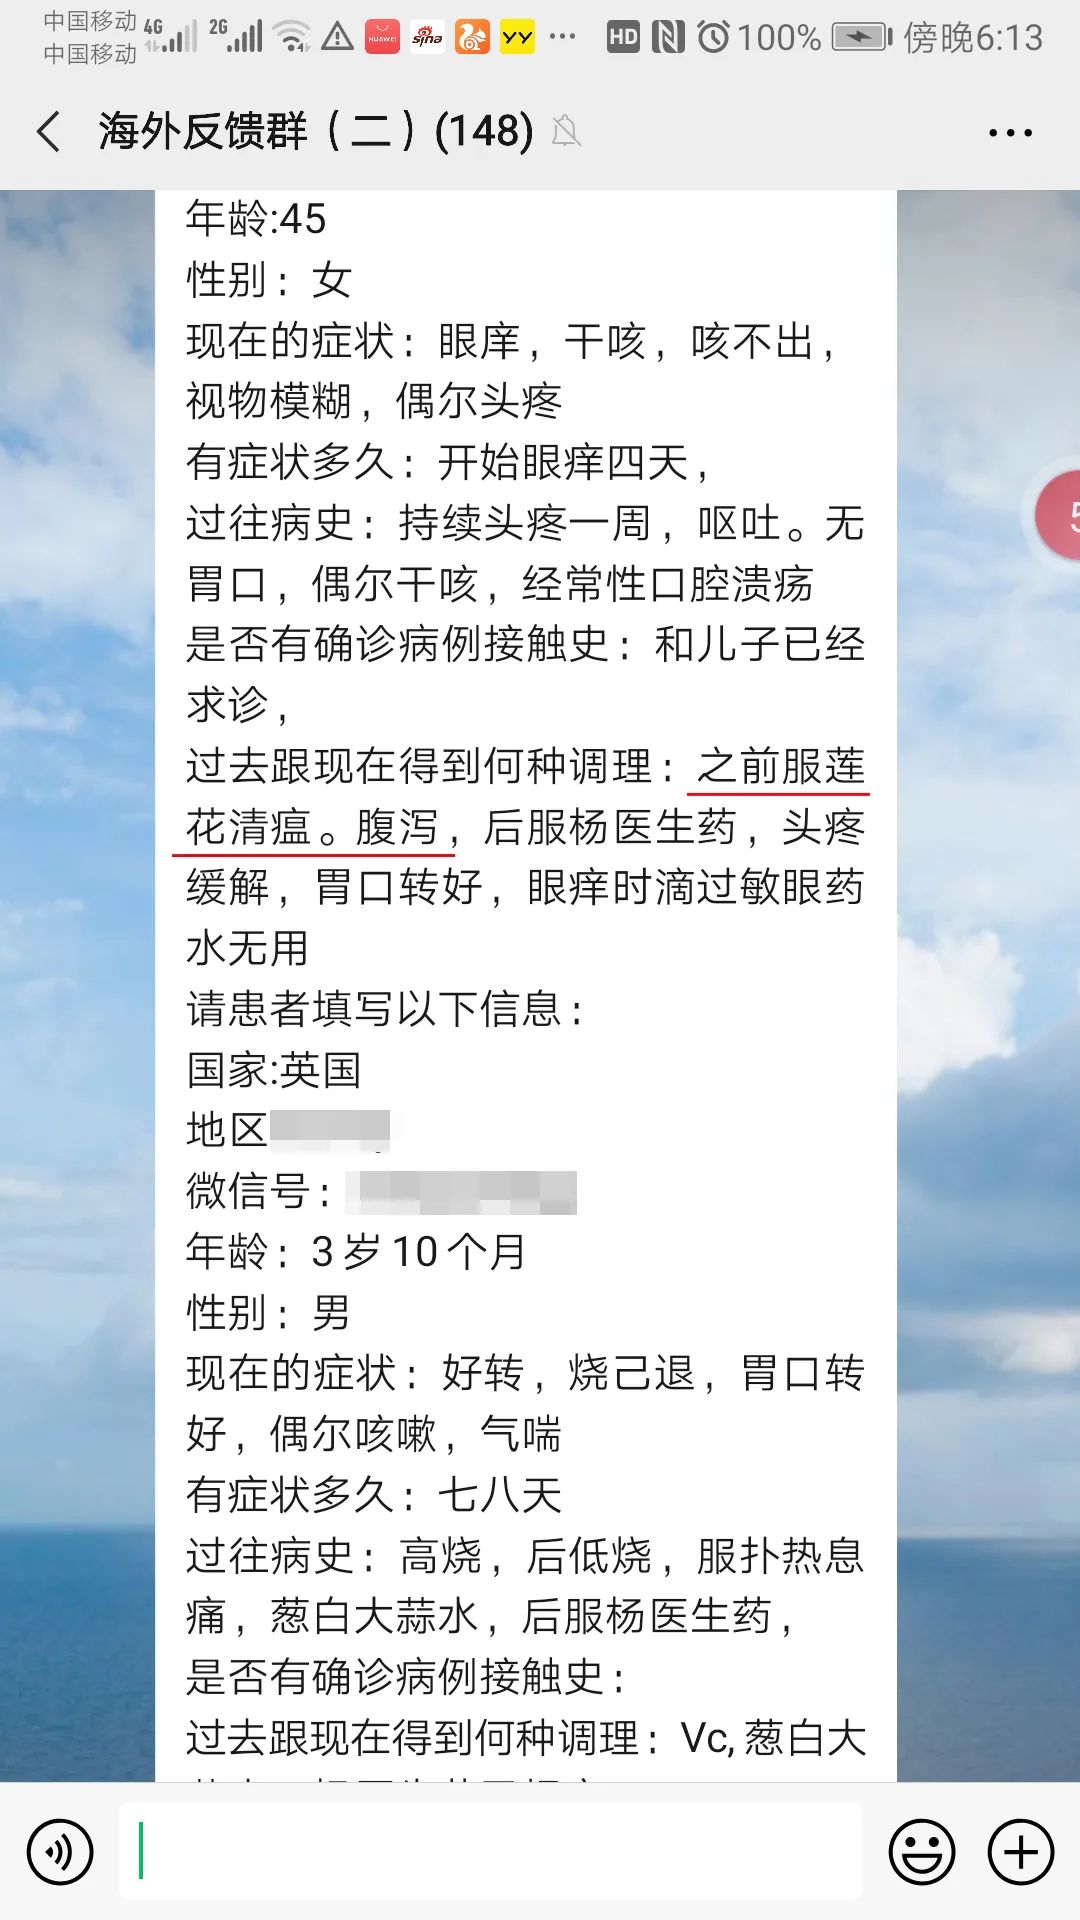 中国移动 4G 2G HUAWEI sina YY HD 100% 傍晚6:13
中国移动
海外反馈群（二）(148)
年龄:45
性别：女
现在的症状：眼庠，干咳，咳不出，
视物模糊，偶尔头疼
有症状多久：开始眼痒四天，
过往病史：持续头疼一周，呕吐。无
胃口，偶尔干咳，经常性口腔溃疡
是否有确诊病例接触史：和儿子已经
求诊，
过去跟现在得到何种调理：之前服莲
花清瘟。腹泻，后服杨医生药，头疼
缓解，胃口转好，眼痒时滴过敏眼药
水无用
请患者填写以下信息：
国家:英国
地区
微信号：
年龄：3岁10个月
性别：男
现在的症状：好转，烧己退，胃口转
好，偶尔咳嗽，气喘
有症状多久：七八天
过往病史：高烧，后低烧，服扑热息
痛，葱白大蒜水，后服杨医生药，
是否有确诊病例接触史：
过去跟现在得到何种调理：Vc,葱白大